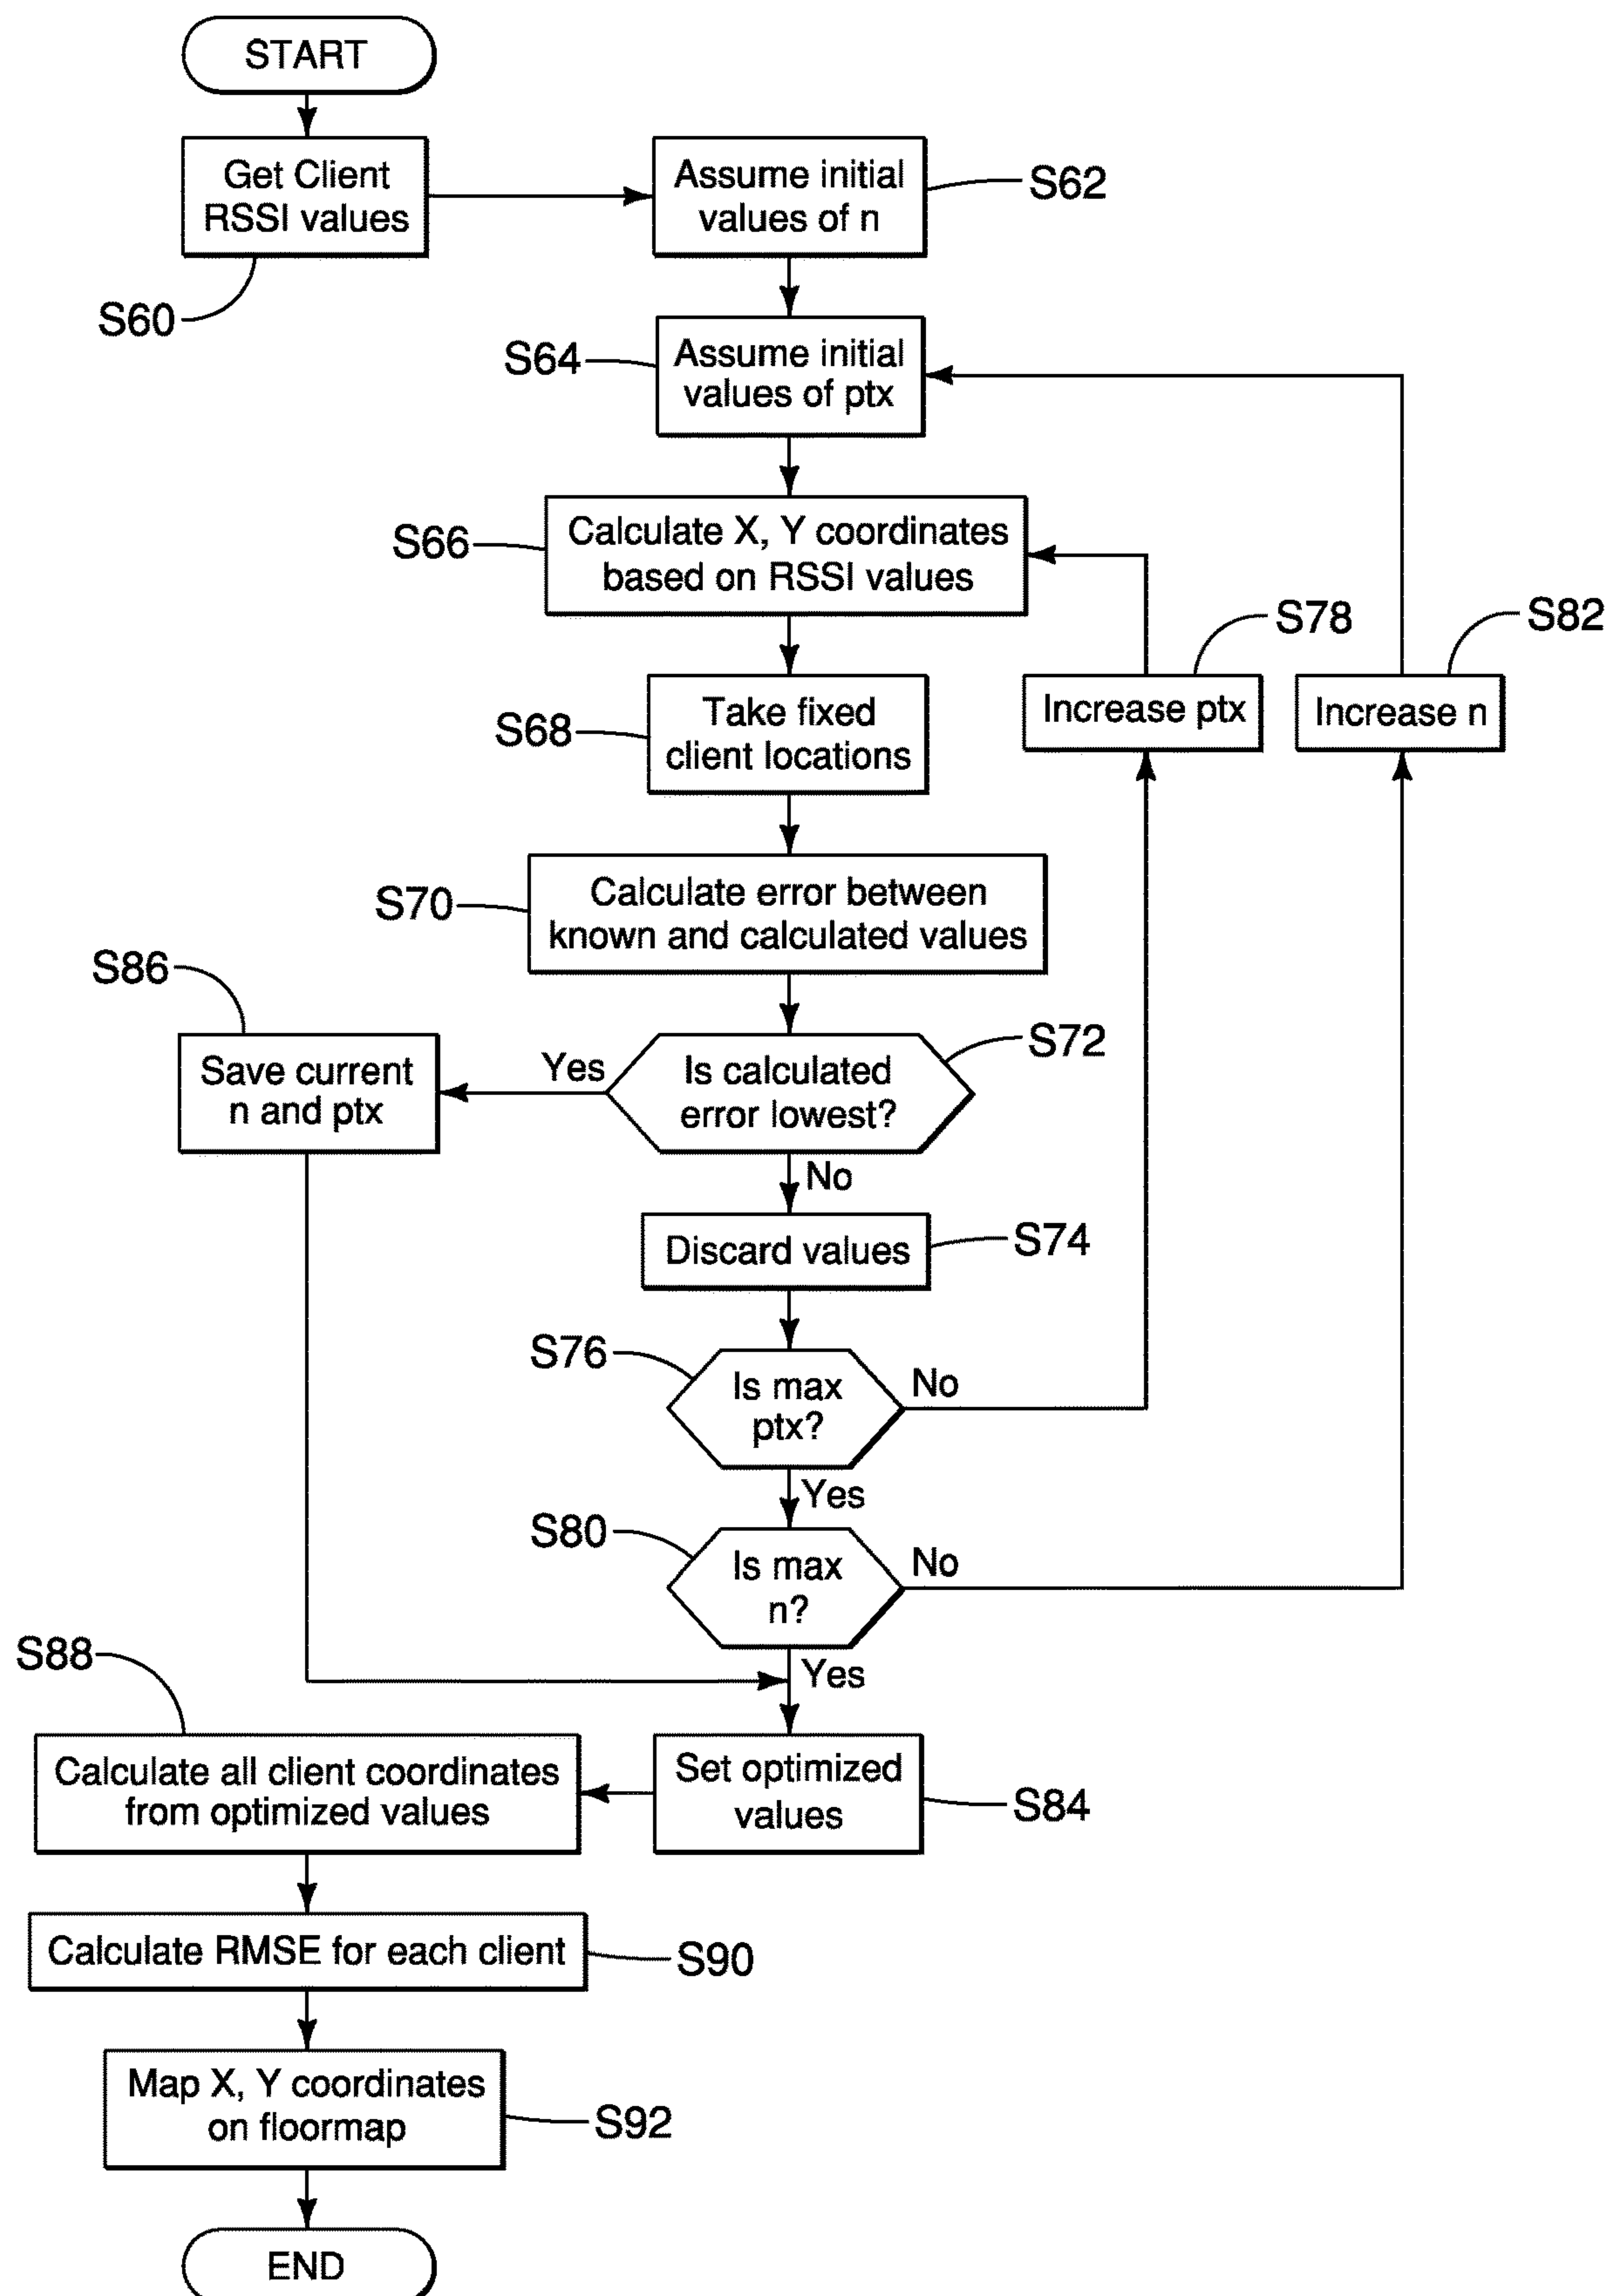 START
Get Client
RSSI values
S60
Assume initial
values of n
S62
S64
Assume initial
values of ptx
S66
Calculate X, Y coordinates
based on RSSI values
S78
S82
S68
Take fixed
client locations
Increase ptx
Increase n
S70
Calculate error between
known and calculated values
S86
Save current
n and ptx
Yes
Is calculated
error lowest?
S72
No
Discard values
S74
S76
Is max
ptx?
No
Yes
S80
Is max
n?
No
Yes
S88
Calculate all client coordinates
from optimized values
Set optimized
values
S84
Calculate RMSE for each client
S90
Map X, Y coordinates
on floormap
S92
END